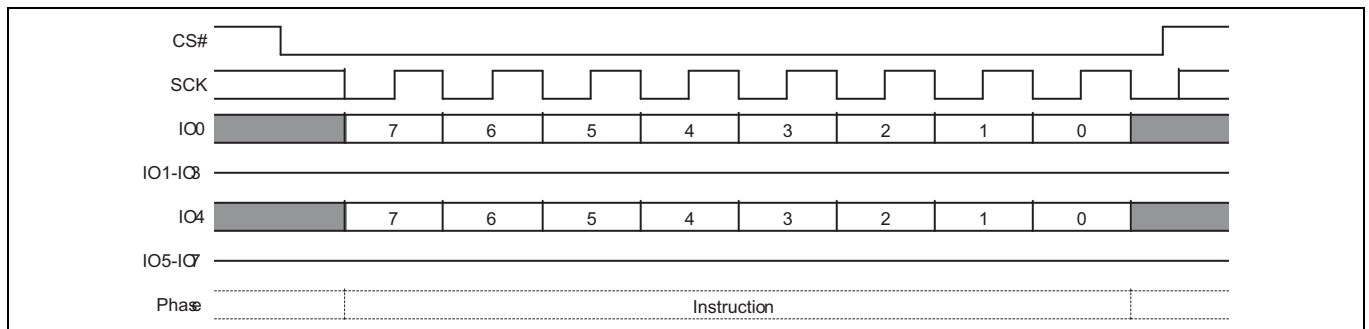 CS#
SCK
IO0
7 6 5 4 3 2 1 0
IO1-IO3
IO4
7 6 5 4 3 2 1 0
IO5-IO7
Phase
Instruction